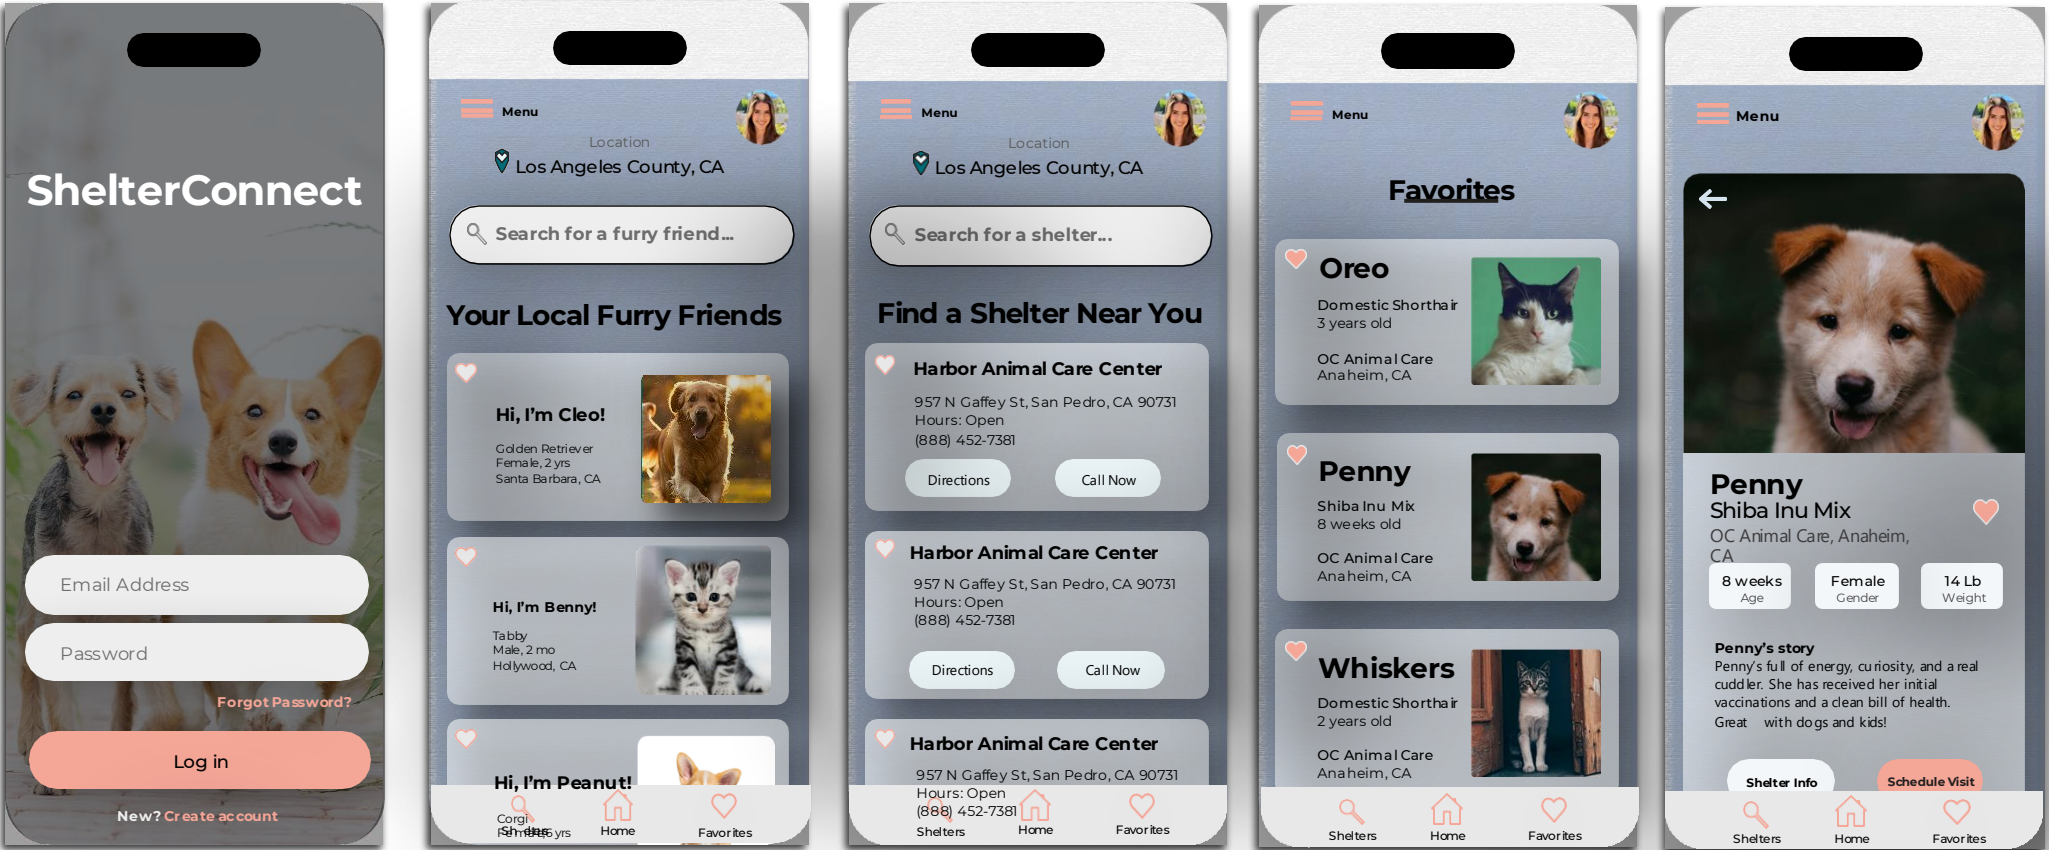 ShelterConnect
Email Address
Password
Forgot Password?
Log in
New? Create account
Menu
Location
Los Angeles County, CA
Search for a furry friend...
Your Local Furry Friends
Hi, I'm Cleo!
Golden Retriever
Female, 2 yrs
Santa Barbara, CA
Hi, I'm Benny!
Tabby
Male, 2 mo
Hollywood, CA
Hi, I'm Peanut!
Corgi
yrs
Home
Favorites
Menu
Location
Los Angeles County, CA
Search for a shelter...
Find a Shelter Near You
Harbor Animal Care Center
957 N Gaffey St, San Pedro, CA 90731
Hours: Open
(888) 452-7381
Directions
Call Now
Harbor Animal Care Center
957 N Gaffey St, San Pedro, CA 90731
Hours: Open
(888) 452-7381
Directions
Call Now
Harbor Animal Care Center
957 N Gaffey St, San Pedro, CA 90731
Hours: Open
(888) 452-7381
Shelters
Home
Favorites
Menu
Favorites
Oreo
Domestic Shorthair
3 years old
OC Animal Care
Anaheim, CA
Penny
Shiba Inu Mix
8 weeks old
OC Animal Care
Anaheim, CA
Whiskers
Domestic Shorthair
2 years old
OC Animal Care
Anaheim, CA
Shelters
Home
Favorites
Menu
Penny
Shiba Inu Mix
OC Animal Care, Anaheim,
CA
8 weeks
Age
Female
Gender
14 Lb
Weight
Penny's story
Penny's full of energy, curiosity, and a real
cuddler. She has received her initial
vaccinations and a clean bill of health.
Great with dogs and kids!
Shelter Info
Schedule Visit
Shelters
Home
Favorites